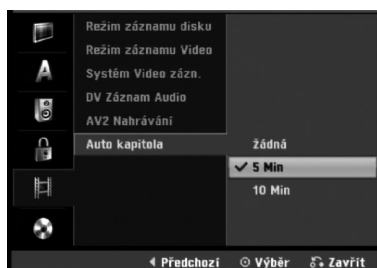 Režim záznamu disku
Režim záznamu Video
Systém Video zázn.
DV Záznam Audio
AV2 Nahrávání
Auto kapitola
žádná
5 Min
10 Min
Předchozí
Výběr
Zavřít